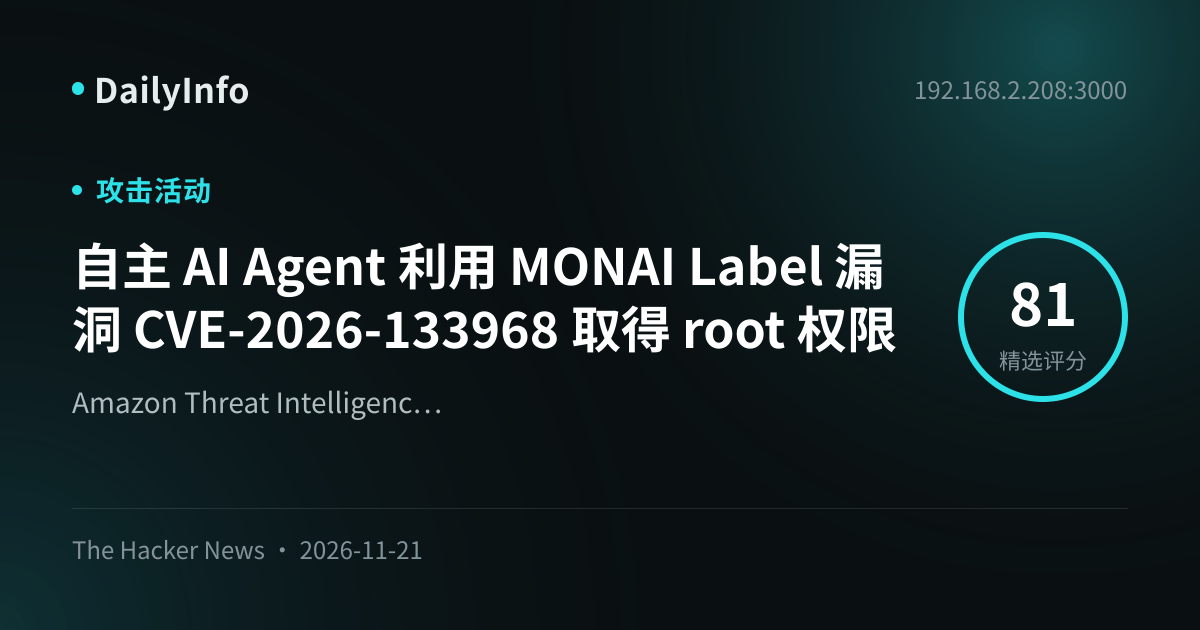 DailyInfo
192.168.2.208:3000
攻击活动
自主 AI Agent 利用 MONAI Label 漏
洞 CVE-2026-133968 取得 root 权限
81
精选评分
Amazon Threat Intelligenc…
The Hacker News · 2026-11-21